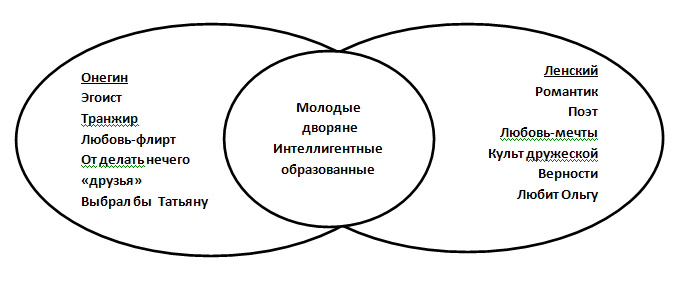 Онегин
Эгоист
Транжир
Любовь-флирт
От делать нечего
«друзья»
Выбрал бы Татьяну
Молодые
дворяне
Интеллигентные
образованные
Ленский
Романтик
Поэт
Любовь-мечты
Культ дружеской
Верности
Любит Ольгу